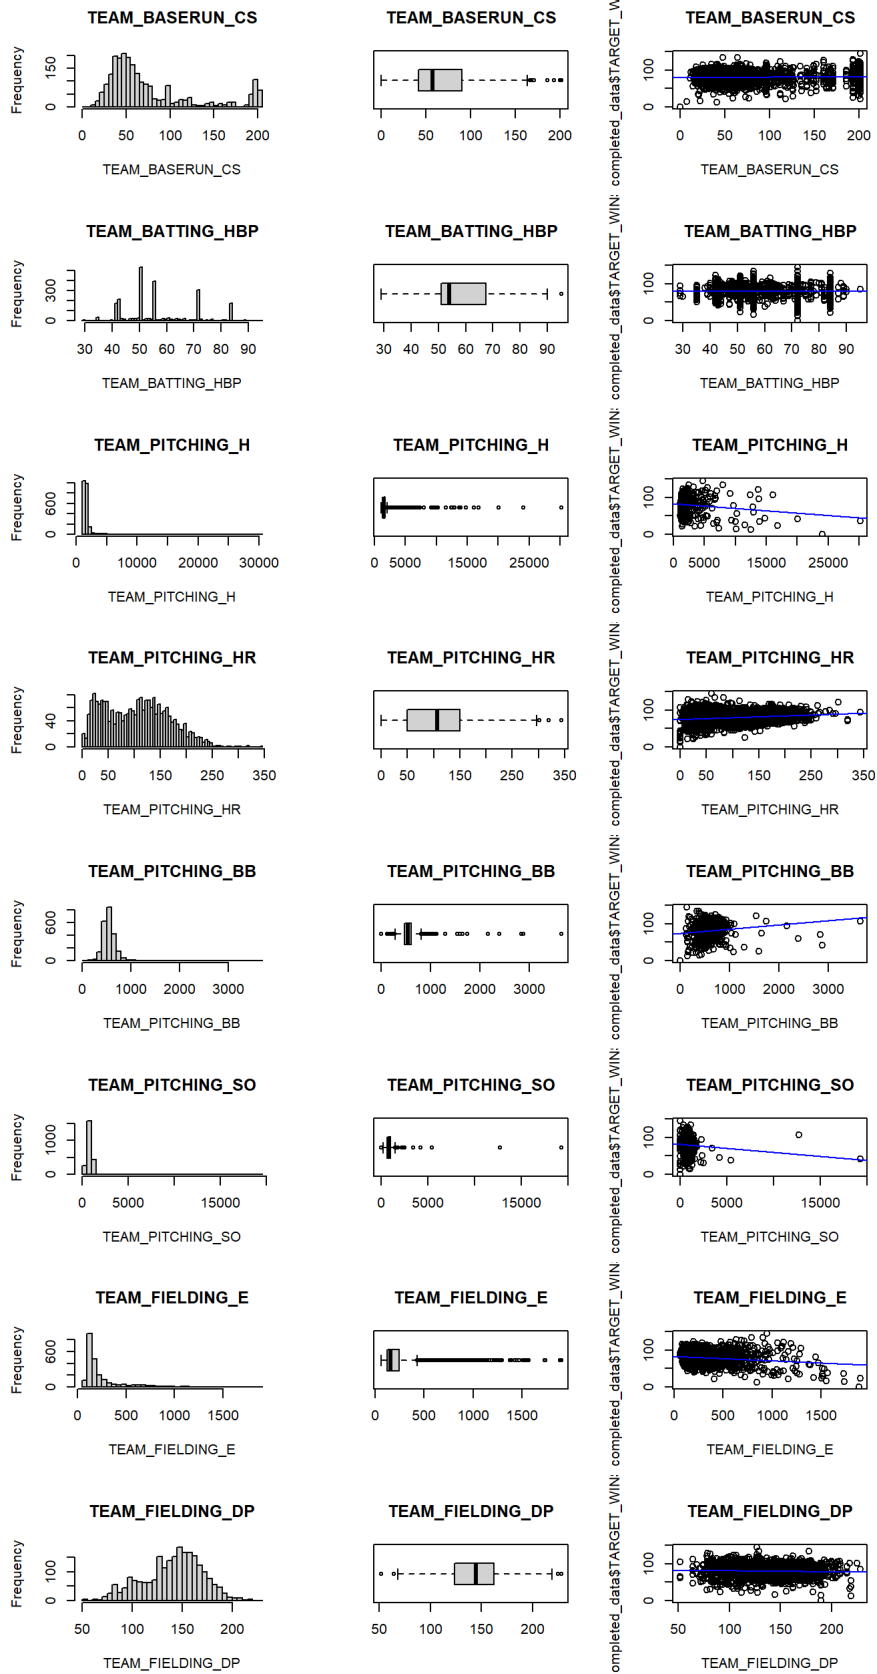 TEAM_BASERUN_CS TEAM_BASERUN_CS TEAM_BASERUN_CS
Frequency
0 150
0 50 100 150 200
0 50 100 150 200
completed_data$TARGET_W
0 100
0 50 100 150 200
TEAM_BASERUN_CS TEAM_BASERUN_CS
TEAM_BATTING_HBP TEAM_BATTING_HBP TEAM_BATTING_HBP
Frequency
0 300
30 40 50 60 70 80 90
30 40 50 60 70 80 90
completed_data$TARGET_WIN
0 100
30 40 50 60 70 80 90
TEAM_BATTING_HBP TEAM_BATTING_HBP
TEAM_PITCHING_H TEAM_PITCHING_H TEAM_PITCHING_H
Frequency
0 600
0 10000 20000 30000
0 5000 15000 25000
completed_data$TARGET_WIN
0 100
0 5000 15000 25000
TEAM_PITCHING_H TEAM_PITCHING_H
TEAM_PITCHING_HR TEAM_PITCHING_HR TEAM_PITCHING_HR
Frequency
0 40
0 50 150 250 350
0 50 150 250 350
completed_data$TARGET_WIN
0 100
0 50 150 250 350
TEAM_PITCHING_HR TEAM_PITCHING_HR
TEAM_PITCHING_BB TEAM_PITCHING_BB TEAM_PITCHING_BB
Frequency
0 600
0 1000 2000 3000
0 1000 2000 3000
completed_data$TARGET_WIN
0 100
0 1000 2000 3000
TEAM_PITCHING_BB TEAM_PITCHING_BB
TEAM_PITCHING_SO TEAM_PITCHING_SO TEAM_PITCHING_SO
Frequency
0 1000
0 5000 15000
0 5000 15000
completed_data$TARGET_WIN
0 100
0 5000 15000
TEAM_PITCHING_SO TEAM_PITCHING_SO
TEAM_FIELDING_E TEAM_FIELDING_E TEAM_FIELDING_E
Frequency
0 600
0 500 1000 1500
0 500 1000 1500
completed_data$TARGET_WIN
0 100
0 500 1000 1500
TEAM_FIELDING_E TEAM_FIELDING_E
TEAM_FIELDING_DP TEAM_FIELDING_DP TEAM_FIELDING_DP
Frequency
0 100
50 100 150 200
50 100 150 200
ompleted_data$TARGET_WIN
0 100
50 100 150 200
TEAM_FIELDING_DP TEAM_FIELDING_DP